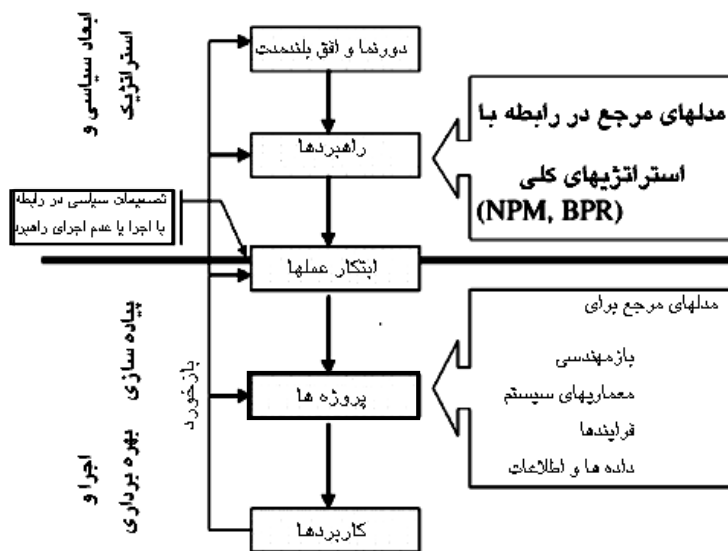 دورنما و افق بلندمدت
راهبردها
ابتکار عملها
پروژه ها
کاربردها
مدلهای مرجع در رابطه با
استراتژیهای کلی
(NPM, BPR)
مدلهای مرجع برای
بازمهندسی
معماریهای سیستم
فرایندها
داده ها و اطلاعات
تصمیمات سیاسی در رابطه
با اجرا یا عدم اجرای راهبرد
بازخورد
ابعاد سیاسی و
استراتژیک
پیاده سازی
اجرا و
بهره برداری